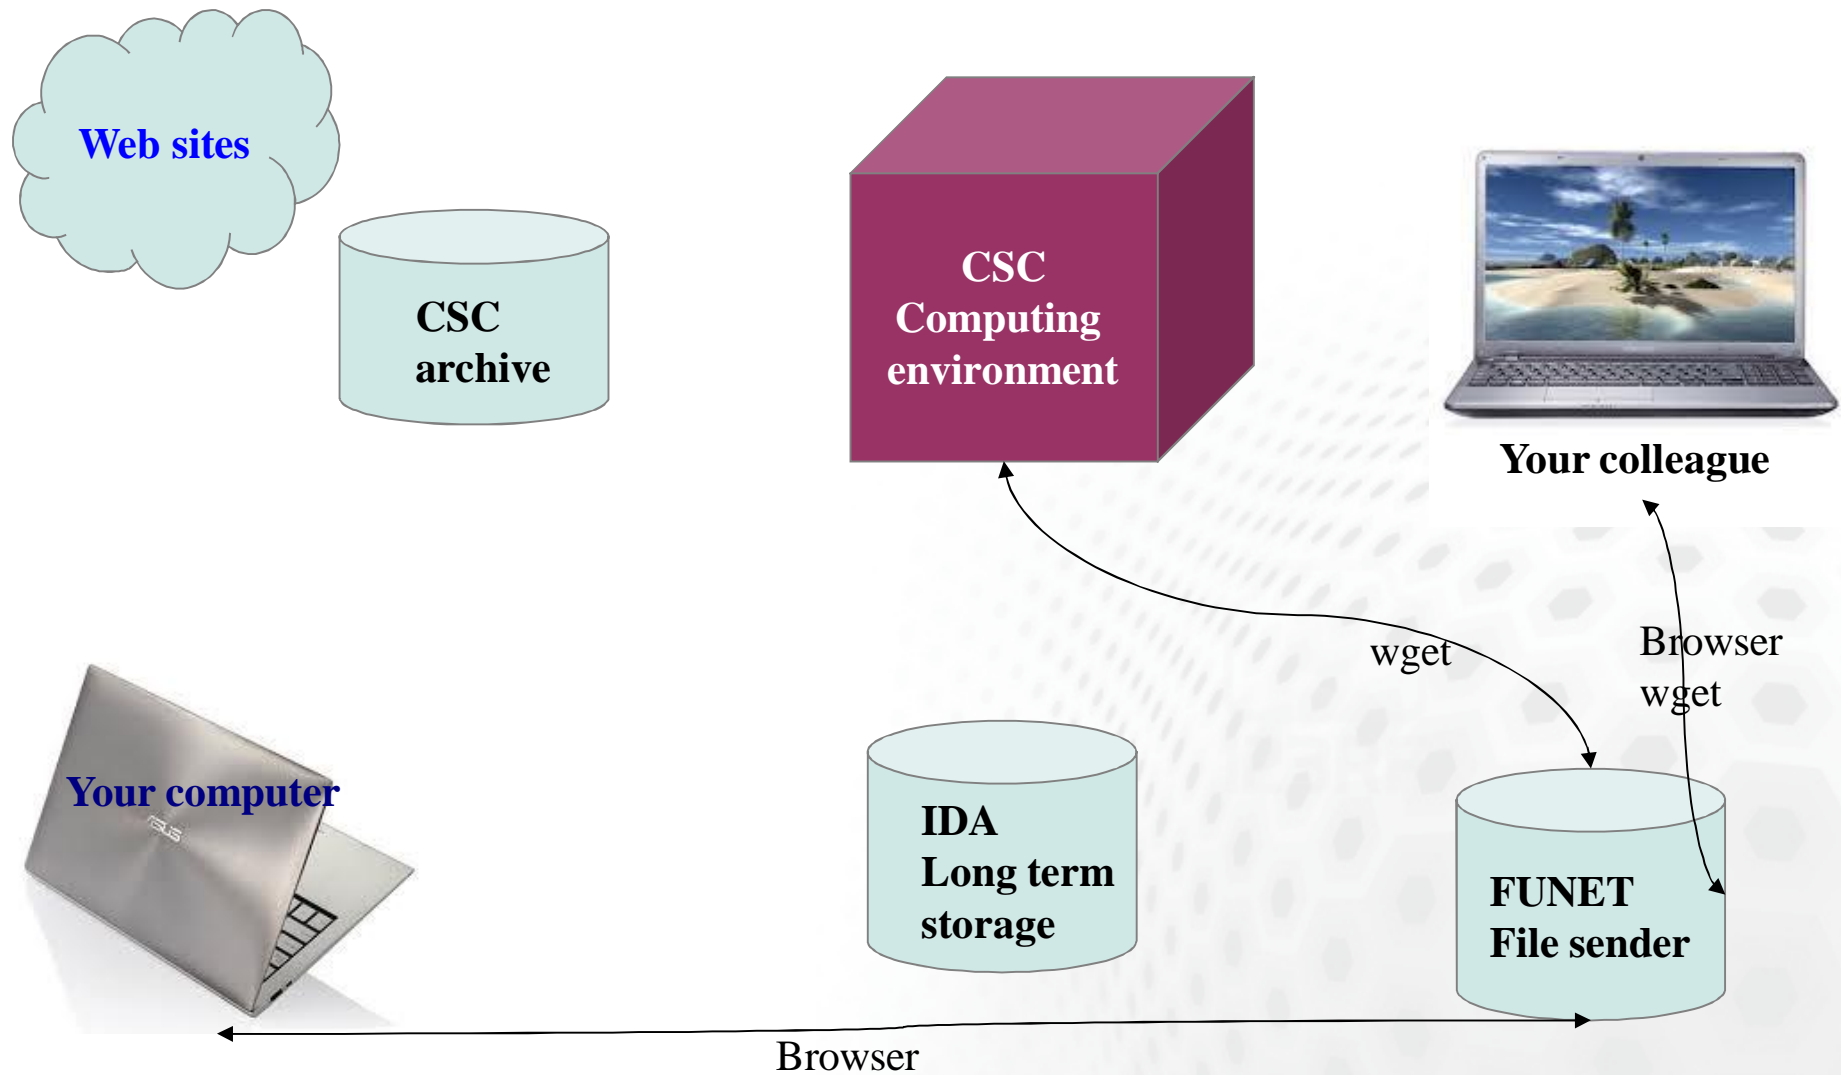 Web sites
CSC
archive
CSC
Computing
environment
Your colleague
wget
Browser
wget
Your computer
ASUS
IDA
Long term
storage
FUNET
File sender
Browser